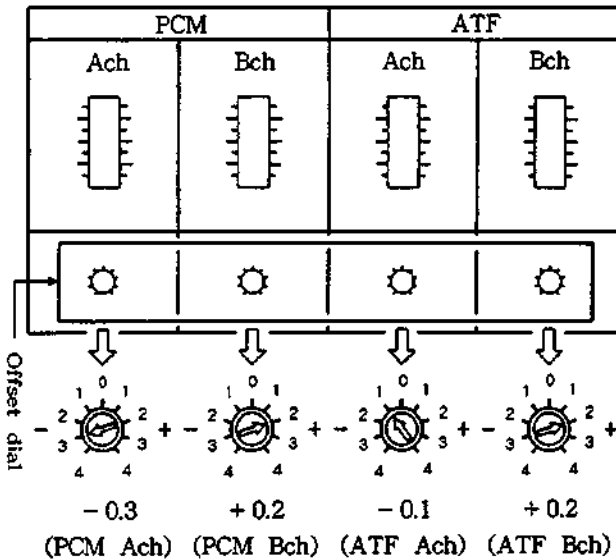 PCM ATF
Ach Bch Ach Bch
Offset dial
0 0 0 0
1 1 1 1 1 1 1 1
2 2 2 2 2 2 2 2
- + - + - + - +
3 3 3 3 3 3 3 3
4 4 4 4 4 4 4 4
- 0.3 + 0.2 - 0.1 + 0.2
(PCM Ach) (PCM Bch) (ATF Ach) (ATF Bch)